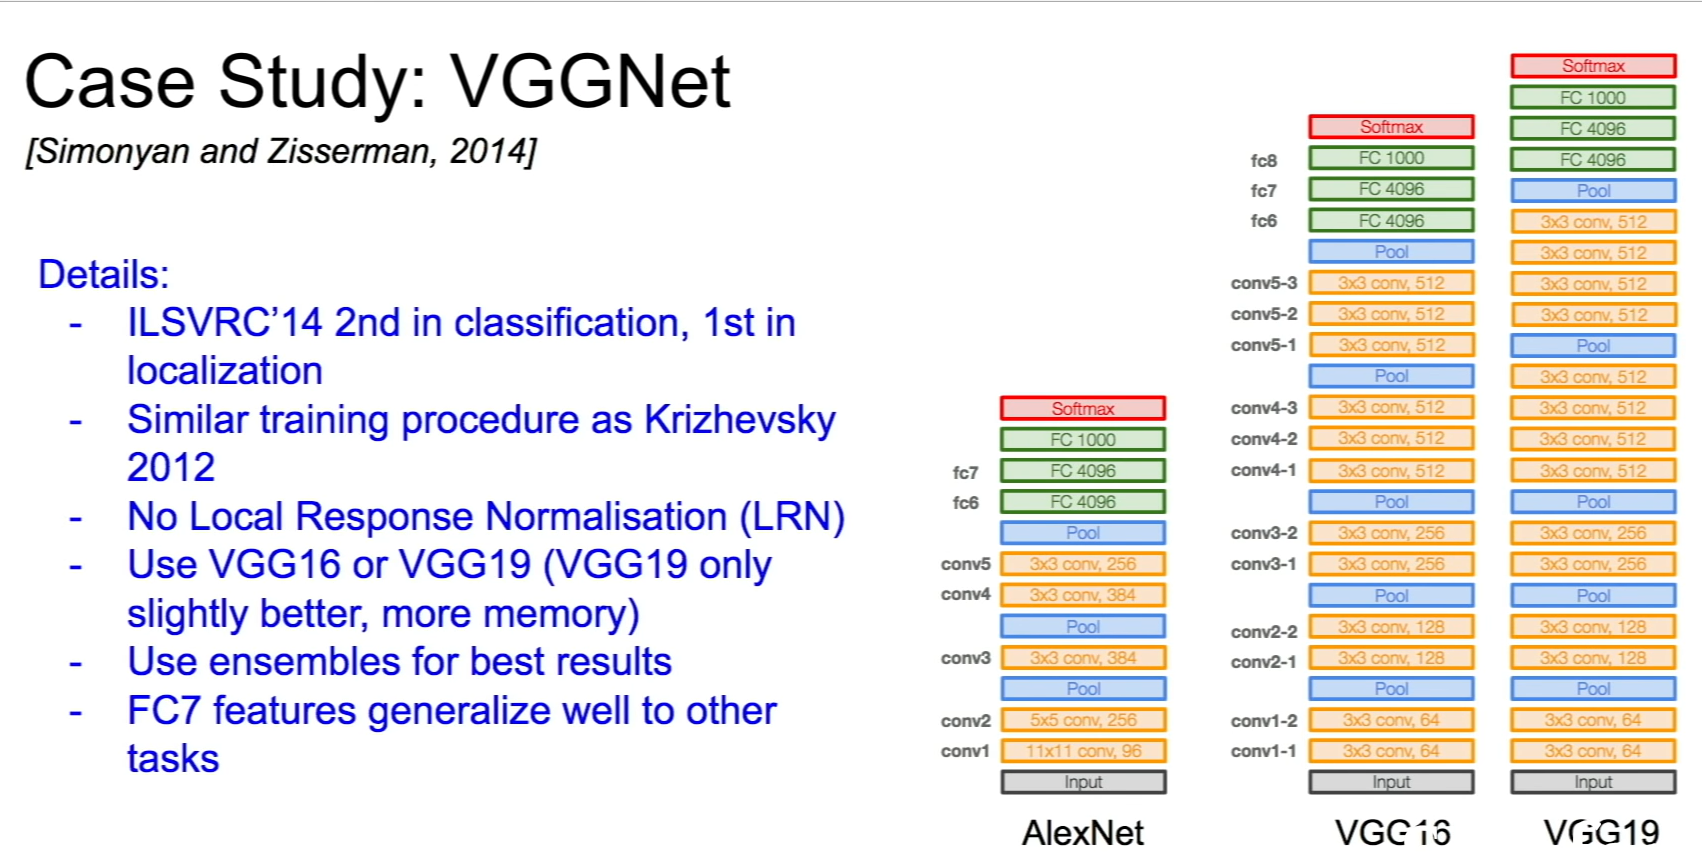 Case Study: VGGNet
[Simonyan and Zisserman, 2014]
Details:
- ILSVRC’14 2nd in classification, 1st in
localization
- Similar training procedure as Krizhevsky
2012
- No Local Response Normalisation (LRN)
- Use VGG16 or VGG19 (VGG19 only
slightly better, more memory)
- Use ensembles for best results
- FC7 features generalize well to other
tasks
Softmax
FC 1000
fc7 FC 4096
fc6 FC 4096
Pool
conv5 3x3 conv, 256
conv4 3x3 conv, 384
Pool
conv3 3x3 conv, 384
Pool
conv2 5x5 conv, 256
conv1 11x11 conv, 96
Input
AlexNet
Softmax
fc8 FC 1000
fc7 FC 4096
fc6 FC 4096
Pool
conv5-3 3x3 conv, 512
conv5-2 3x3 conv, 512
conv5-1 3x3 conv, 512
Pool
conv4-3 3x3 conv, 512
conv4-2 3x3 conv, 512
conv4-1 3x3 conv, 512
Pool
conv3-2 3x3 conv, 256
conv3-1 3x3 conv, 256
Pool
conv2-2 3x3 conv, 128
conv2-1 3x3 conv, 128
Pool
conv1-2 3x3 conv, 64
conv1-1 3x3 conv, 64
Input
VGG16
Softmax
FC 1000
FC 4096
FC 4096
Pool
3x3 conv, 512
3x3 conv, 512
3x3 conv, 512
3x3 conv, 512
Pool
3x3 conv, 512
3x3 conv, 512
3x3 conv, 512
3x3 conv, 512
Pool
3x3 conv, 256
3x3 conv, 256
Pool
3x3 conv, 128
3x3 conv, 128
Pool
3x3 conv, 64
3x3 conv, 64
Input
VGG19